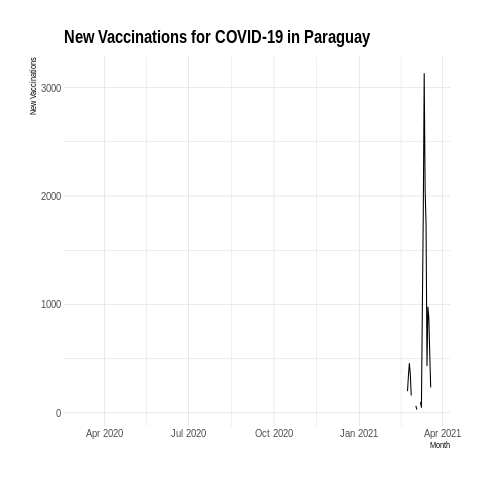 New Vaccinations for COVID-19 in Paraguay
New Vaccinations
3000
2000
1000
0
Apr 2020 Jul 2020 Oct 2020 Jan 2021 Apr 2021
Month